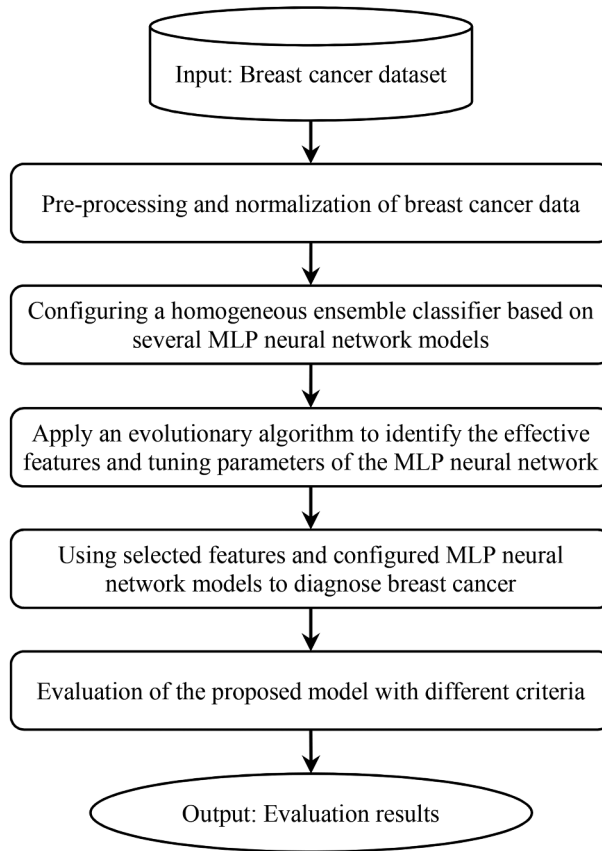 Input: Breast cancer dataset
Pre-processing and normalization of breast cancer data
Configuring a homogeneous ensemble classifier based on
several MLP neural network models
Apply an evolutionary algorithm to identify the effective
features and tuning parameters of the MLP neural network
Using selected features and configured MLP neural
network models to diagnose breast cancer
Evaluation of the proposed model with different criteria
Output: Evaluation results